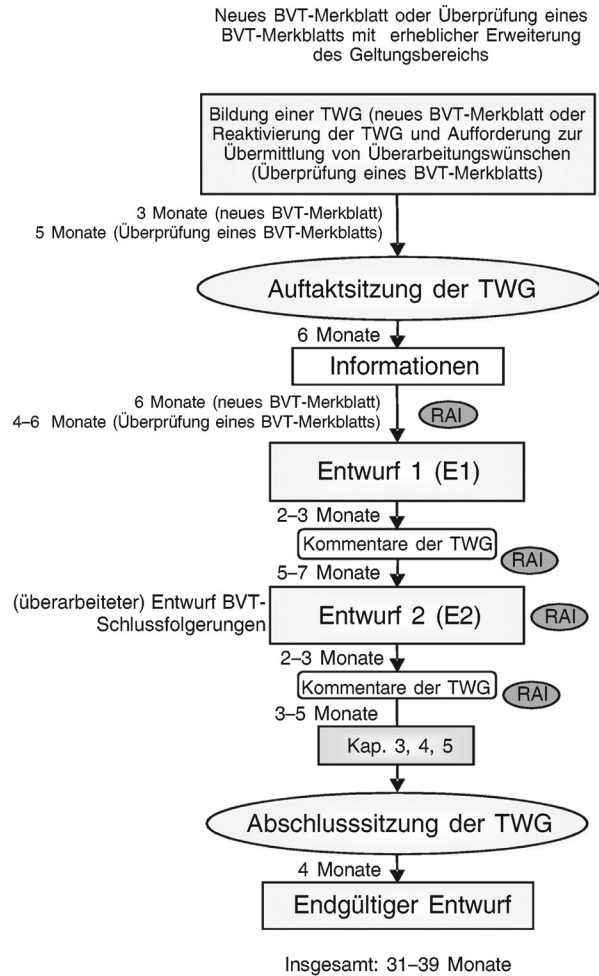 Neues BVT-Merkblatt oder Überprüfung eines
BVT-Merkblatts mit erheblicher Erweiterung
des Geltungsbereichs
Bildung einer TWG (neues BVT-Merkblatt oder
Reaktivierung der TWG und Aufforderung zur
Übermittlung von Überarbeitungswünschen
(Überprüfung eines BVT-Merkblatts)
3 Monate (neues BVT-Merkblatt)
5 Monate (Überprüfung eines BVT-Merkblatts)
Auftaktsitzung der TWG
6 Monate
Informationen
6 Monate (neues BVT-Merkblatt)
4–6 Monate (Überprüfung eines BVT-Merkblatts)
RAI
Entwurf 1 (E1)
2–3 Monate
Kommentare der TWG
RAI
5–7 Monate
(überarbeiteter) Entwurf BVT-
Schlussfolgerungen
Entwurf 2 (E2)
RAI
2–3 Monate
Kommentare der TWG
RAI
3–5 Monate
Kap. 3, 4, 5
Abschlusssitzung der TWG
4 Monate
Endgültiger Entwurf
Insgesamt: 31–39 Monate